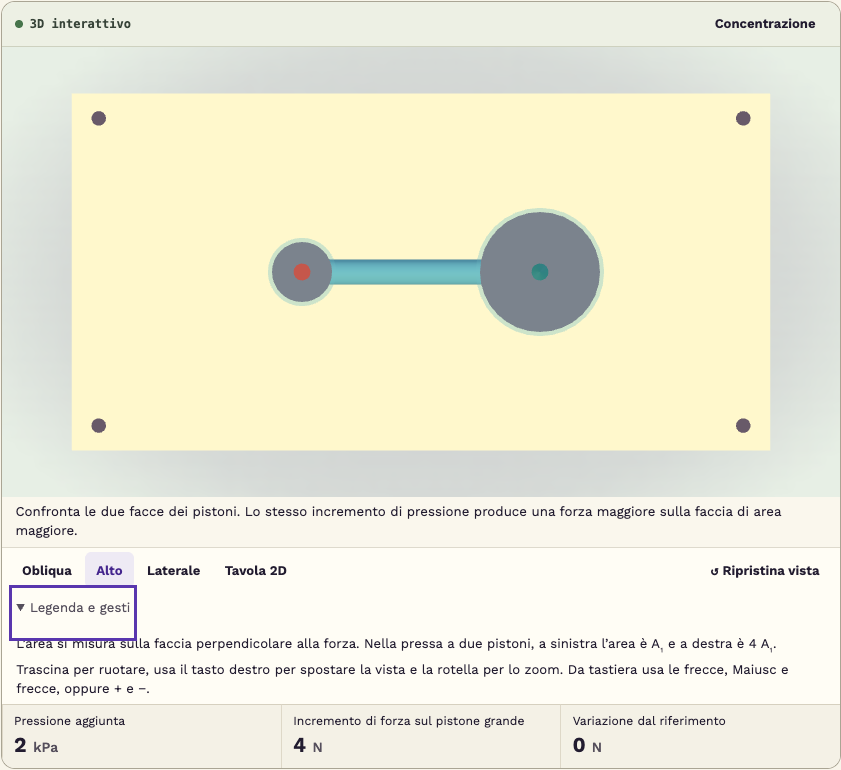 3D interattivo
Concentrazione
Confronta le due facce dei pistoni. Lo stesso incremento di pressione produce una forza maggiore sulla faccia di area
maggiore.
Obliqua Alto Laterale Tavola 2D ↺ Ripristina vista
▼ Legenda e gesti
L’area si misura sulla faccia perpendicolare alla forza. Nella pressa a due pistoni, a sinistra l’area è A₁ e a destra è 4 A₁.
Trascina per ruotare, usa il tasto destro per spostare la vista e la rotella per lo zoom. Da tastiera usa le frecce, Maiusc e
frecce, oppure + e −.
Pressione aggiunta
2 kPa
Incremento di forza sul pistone grande
4 N
Variazione dal riferimento
0 N